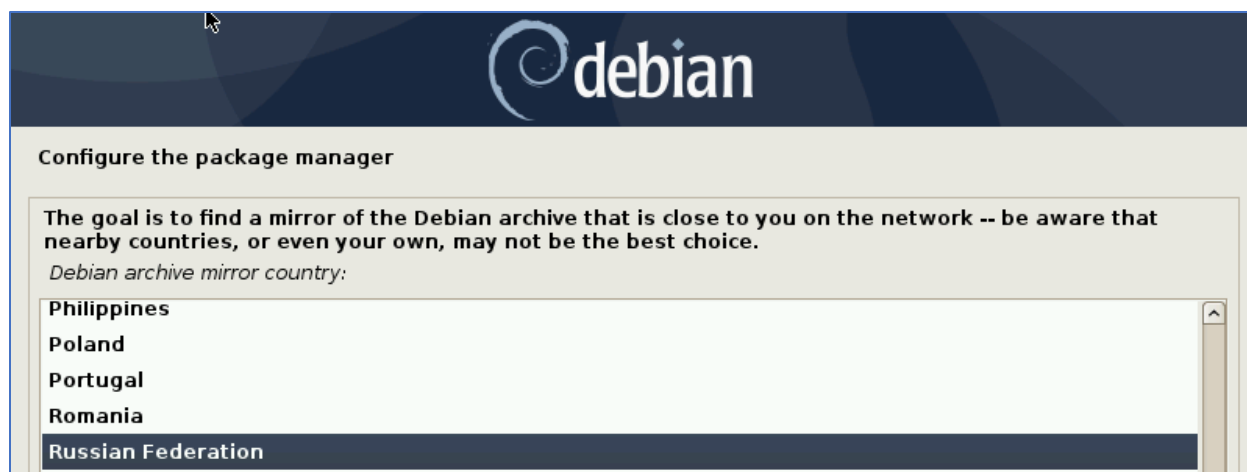 debian
Configure the package manager
The goal is to find a mirror of the Debian archive that is close to you on the network -- be aware that
nearby countries, or even your own, may not be the best choice.
Debian archive mirror country:
Philippines
Poland
Portugal
Romania
Russian Federation